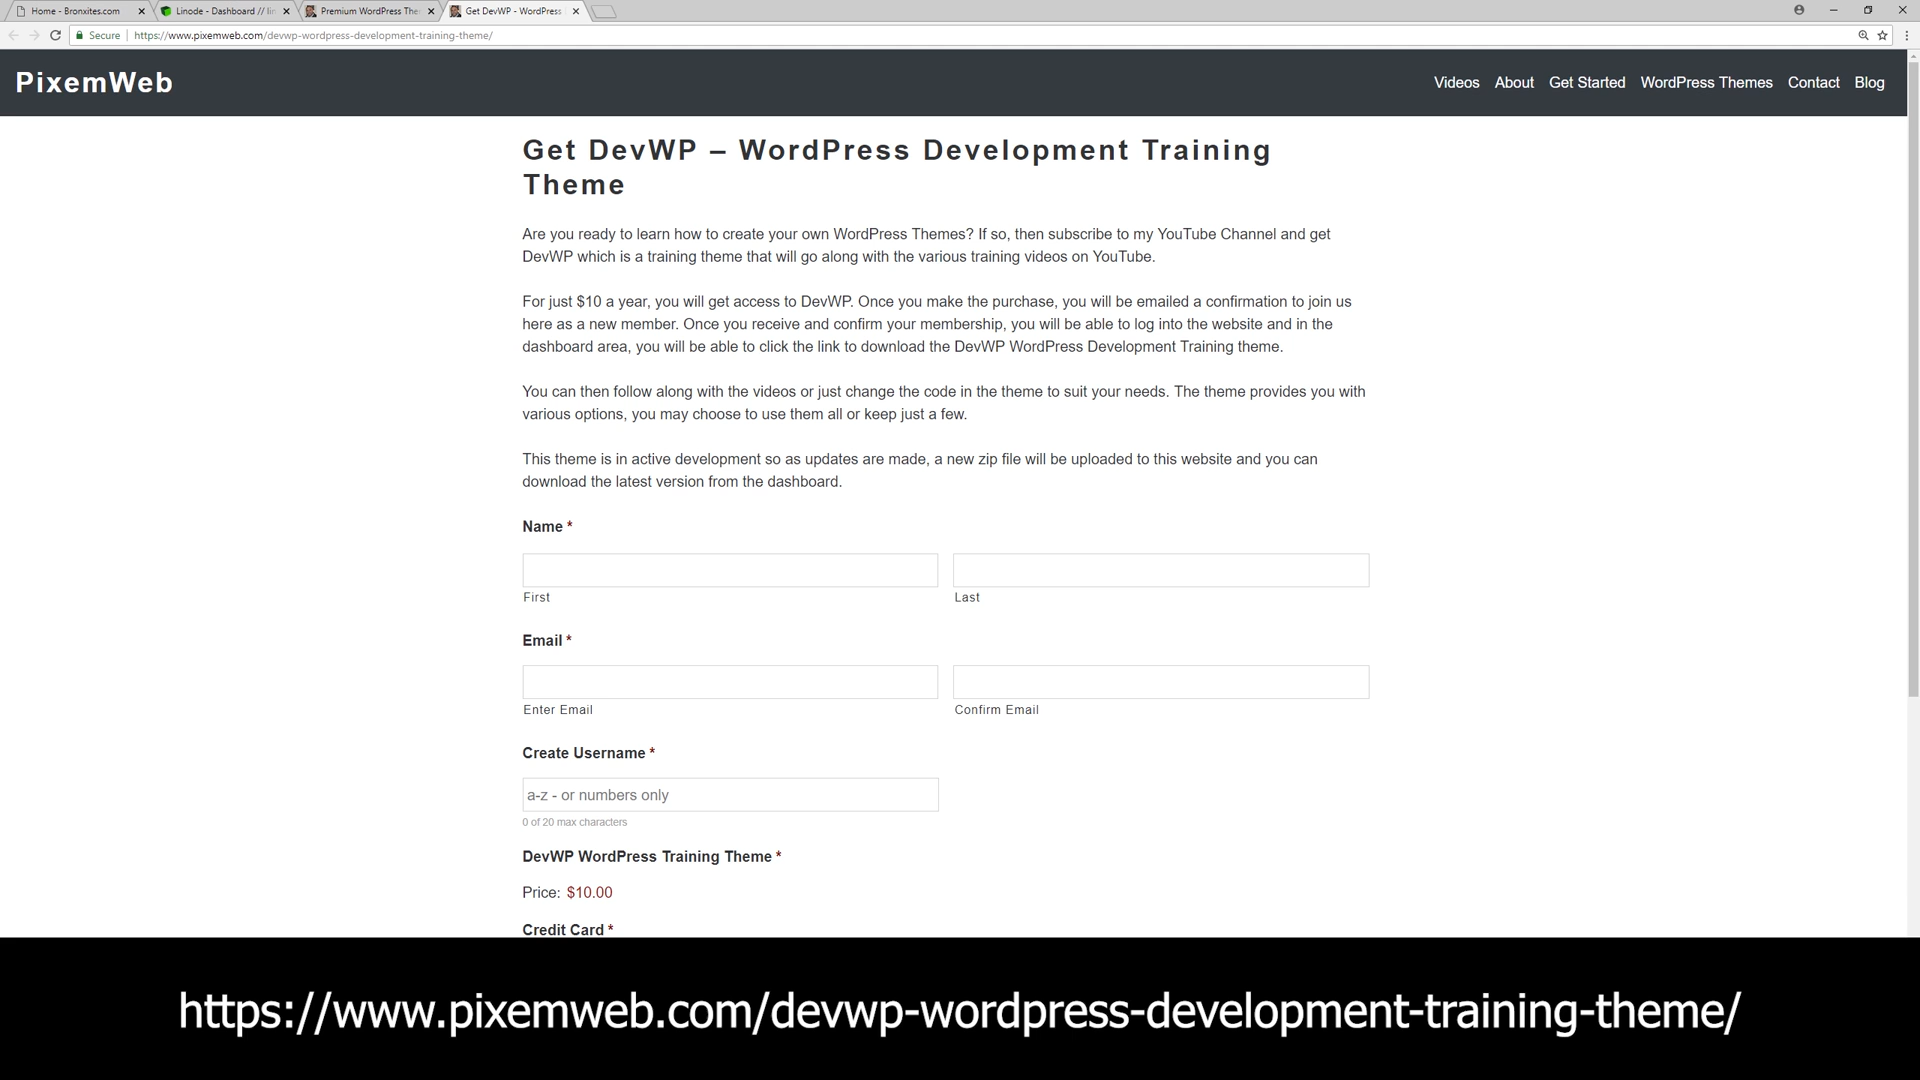 Home - Bronxites.com
Linode - Dashboard // lin
Premium WordPress The
Get DevWP - WordPress
Secure
https://www.pixemweb.com/devwp-wordpress-development-training-theme/
PixemWeb
Videos About Get Started WordPress Themes Contact Blog
Get DevWP – WordPress Development Training
Theme
Are you ready to learn how to create your own WordPress Themes? If so, then subscribe to my YouTube Channel and get
DevWP which is a training theme that will go along with the various training videos on YouTube.
For just $10 a year, you will get access to DevWP. Once you make the purchase, you will be emailed a confirmation to join us
here as a new member. Once you receive and confirm your membership, you will be able to log into the website and in the
dashboard area, you will be able to click the link to download the DevWP WordPress Development Training theme.
You can then follow along with the videos or just change the code in the theme to suit your needs. The theme provides you with
various options, you may choose to use them all or keep just a few.
This theme is in active development so as updates are made, a new zip file will be uploaded to this website and you can
download the latest version from the dashboard.
Name *
First
Last
Email *
Enter Email
Confirm Email
Create Username *
a-z - or numbers only
0 of 20 max characters
DevWP WordPress Training Theme *
Price: $10.00
Credit Card *
https://www.pixemweb.com/devwp-wordpress-development-training-theme/